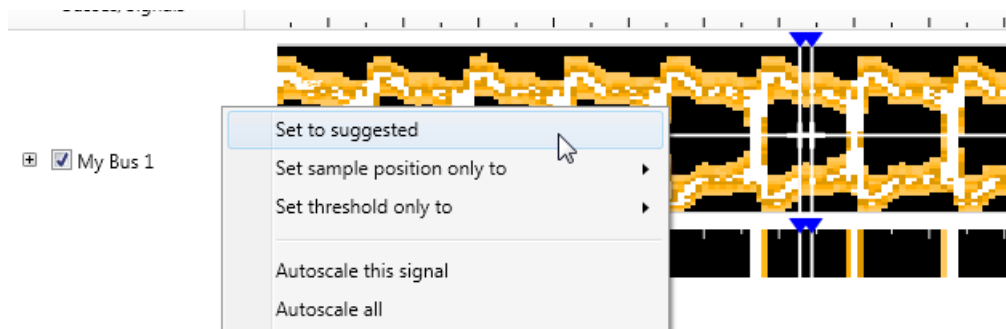 My Bus 1
Set to suggested
Set sample position only to
Set threshold only to
Autoscale this signal
Autoscale all